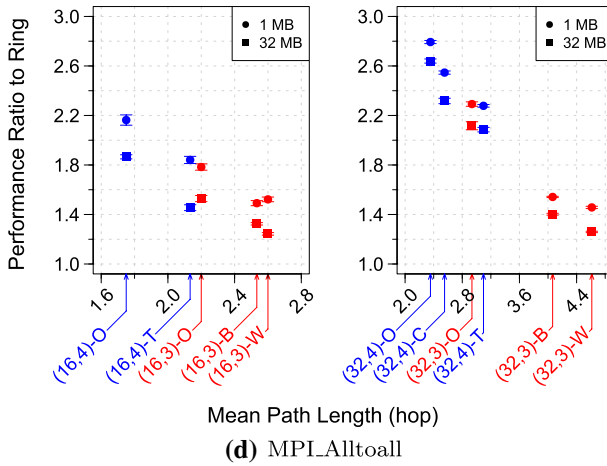 Performance Ratio to Ring
3.0
2.6
2.2
1.8
1.4
1.0
1 MB
32 MB
1.6
2.0
2.4
2.8
(16,4)-O
(16,4)-T
(16,3)-O
(16,3)-B
(16,3)-W
3.0
2.6
2.2
1.8
1.4
1.0
1 MB
32 MB
2.0
2.8
3.6
4.4
(32,4)-O
(32,4)-C
(32,3)-O
(32,4)-T
(32,3)-B
(32,3)-W
Mean Path Length (hop)
(d) MPI_Alltoall